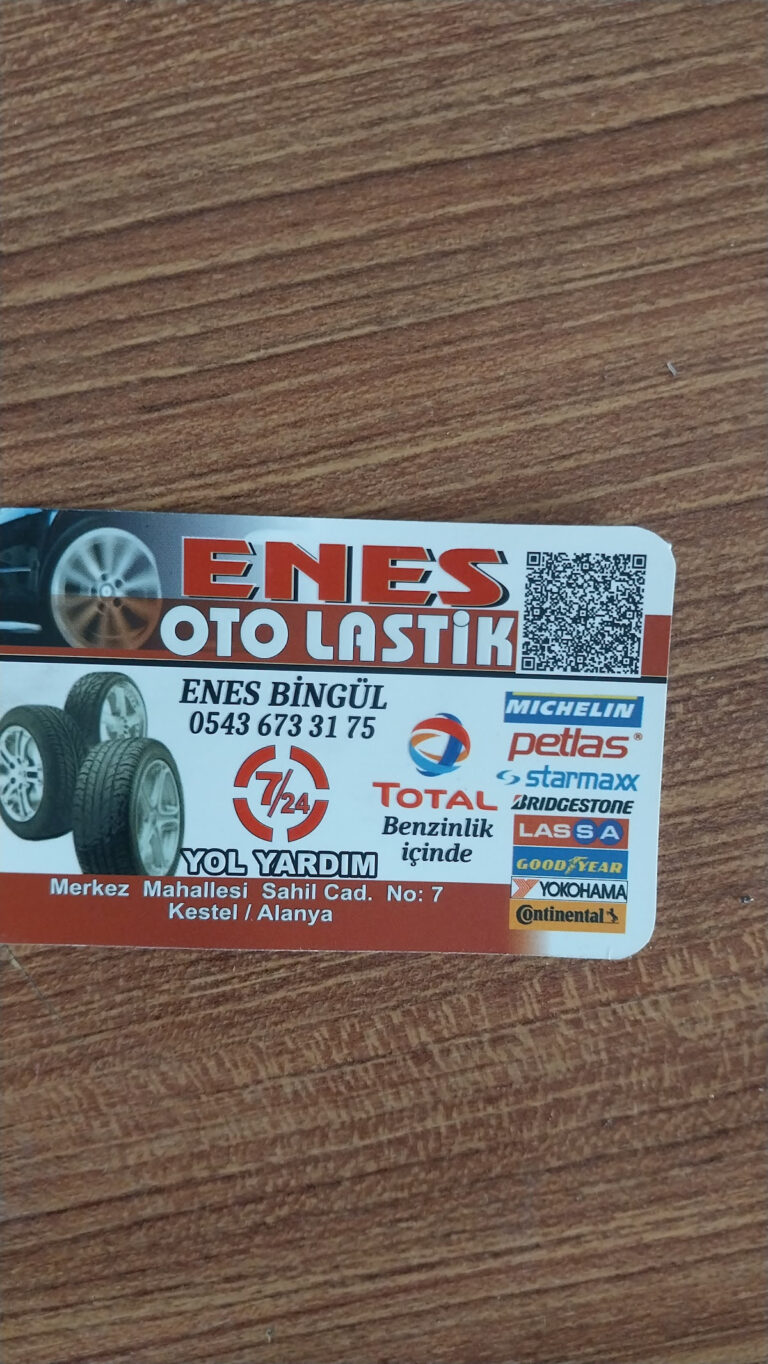 ENES
OTO LASTİK
ENES BİNGÜL
0543 673 31 75
7/24
YOL YARDIM
TOTAL
Benzinlik
içinde
MICHELIN
petlas®
starmaxx
BRIDGESTONE
LASSA
GOODYEAR
YOKOHAMA
Continental
Merkez Mahallesi Sahil Cad. No: 7
Kestel / Alanya